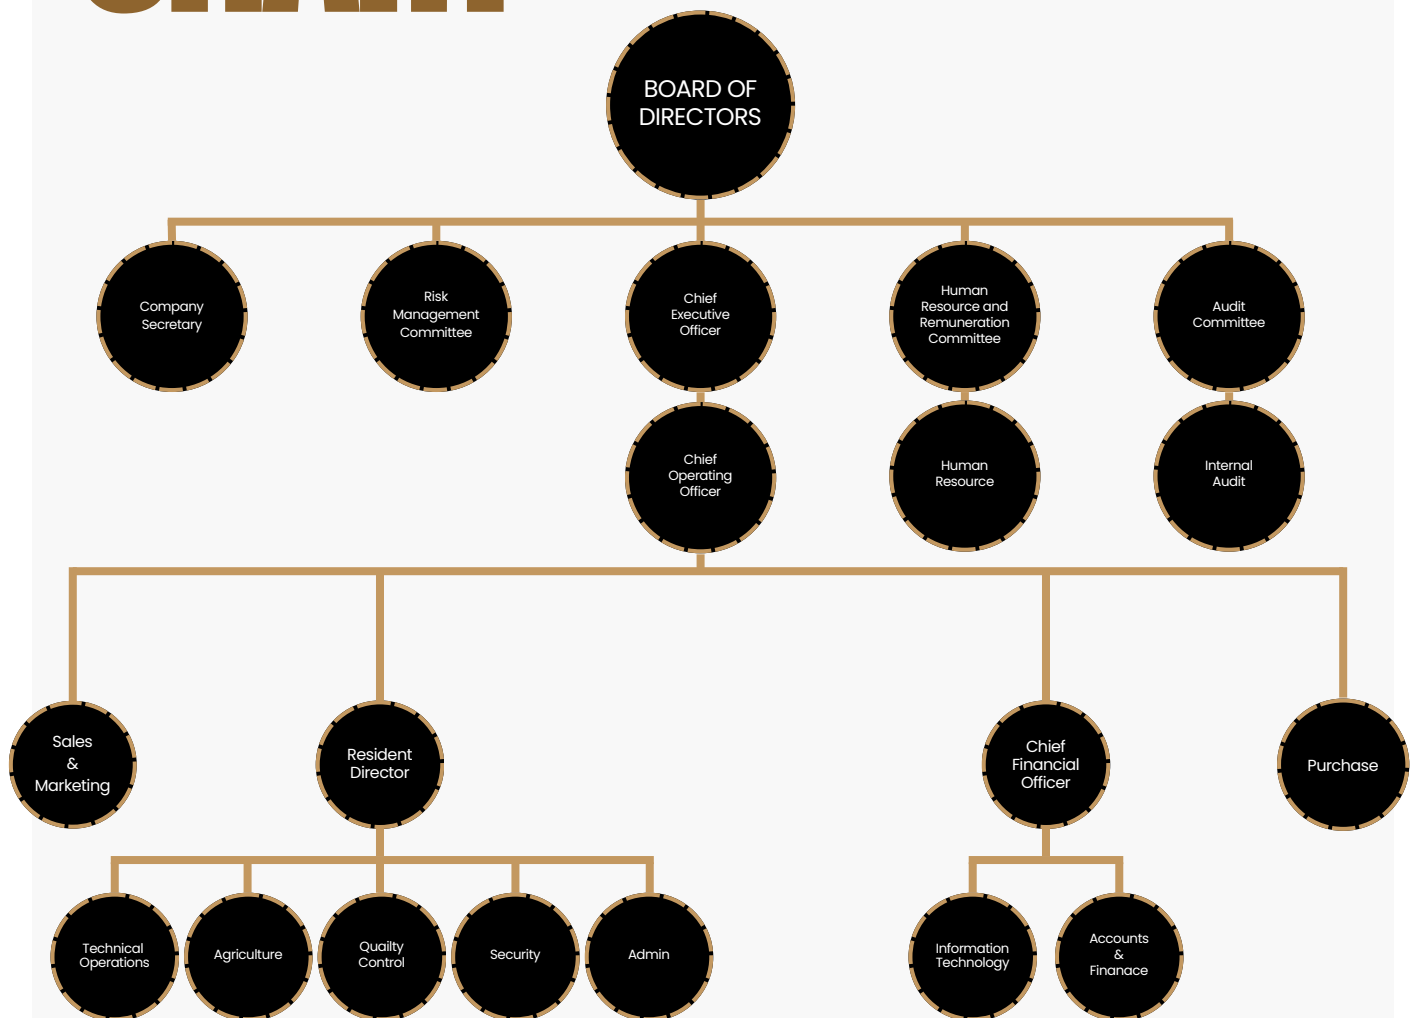 BOARD OF
DIRECTORS
Company
Secretary
Risk
Management
Committee
Chief
Executive
Officer
Human
Resource and
Remuneration
Committee
Audit
Committee
Chief
Operating
Officer
Human
Resource
Internal
Audit
Sales
&
Marketing
Resident
Director
Chief
Financial
Officer
Purchase
Technical
Operations
Agriculture
Quailty
Control
Security
Admin
Information
Technology
Accounts
&
Finanace